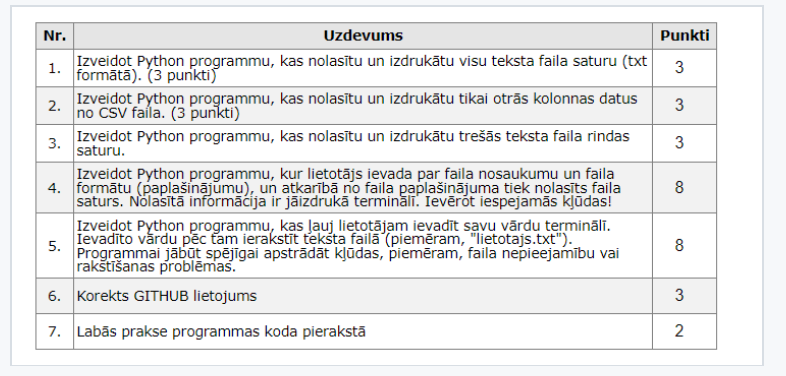 Nr. Uzdevums Punkti
1. Izveidot Python programmu, kas nolasītu un izdrukātu visu teksta faila saturu (txt 3
formātā). (3 punkti)
2. Izveidot Python programmu, kas nolasītu un izdrukātu tikai otrās kolonnas datus 3
no CSV faila. (3 punkti)
3. Izveidot Python programmu, kas nolasītu un izdrukātu trešās teksta faila rindas 3
saturu.
4. Izveidot Python programmu, kur lietotājs ievada par faila nosaukumu un faila 8
formātu (paplašinājumu), un atkarībā no faila paplašinājuma tiek nolasīts faila
saturs. Nolasītā informācija ir jāizdrukā terminālī. Ievērot iespejamās kļūdas!
5. Izveidot Python programmu, kas ļauj lietotājam ievadīt savu vārdu terminālī. 8
Ievadīto vārdu pēc tam ierakstīt teksta failā (piemēram, "lietotajs.txt").
Programmai jābūt spējīgai apstrādāt kļūdas, piemēram, faila nepieejamību vai
rakstīšanas problēmas.
6. Korekts GITHUB lietojums 3
7. Labās prakse programmas koda pierakstā 2